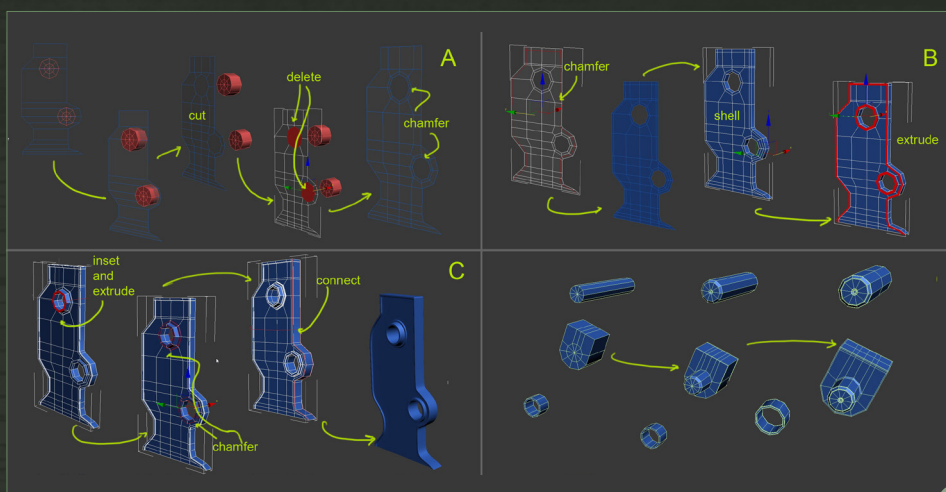 A
cut
delete
chamfer
B
chamfer
shell
extrude
C
inset
and
extrude
chamfer
connect